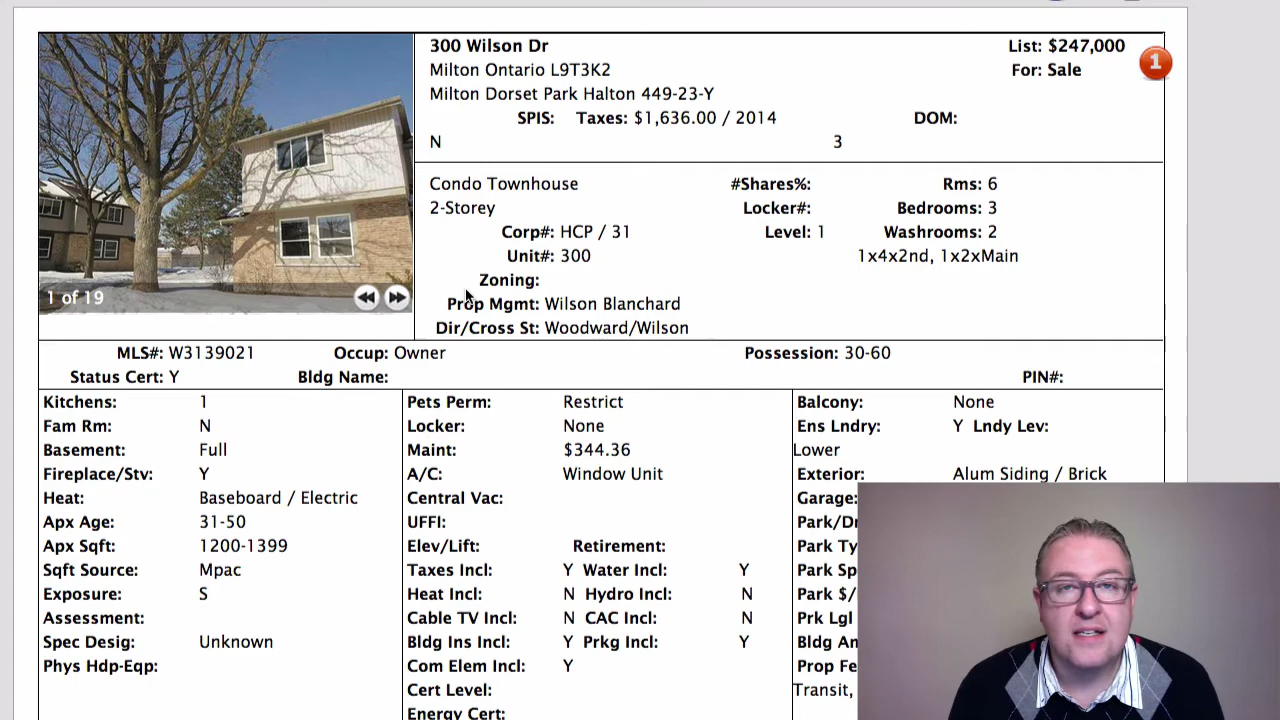 300 Wilson Dr
List: $247,000
1
Milton Ontario L9T3K2
For: Sale
Milton Dorset Park Halton 449-23-Y
SPIS: Taxes: $1,636.00 / 2014 DOM:
N 3
Condo Townhouse #Shares%: Rms: 6
2-Storey Locker#: Bedrooms: 3
Corp#: HCP / 31 Level: 1 Washrooms: 2
Unit#: 300 1x4x2nd, 1x2xMain
Zoning:
1 of 19
Prop Mgmt: Wilson Blanchard
Dir/Cross St: Woodward/Wilson
MLS#: W3139021 Occup: Owner Possession: 30-60
Status Cert: Y Bldg Name: PIN#:
Kitchens: 1 Pets Perm: Restrict Balcony: None
Fam Rm: N Locker: None Ens Lndry: Y Lndy Lev:
Basement: Full Maint: $344.36 Lower
Fireplace/Stv: Y A/C: Window Unit Exterior: Alum Siding / Brick
Heat: Baseboard / Electric Central Vac: Garage:
Apx Age: 31-50 UFFI: Park/Dr
Apx Sqft: 1200-1399 Elev/Lift: Retirement: Park Ty
Sqft Source: Mpac Taxes Incl: Y Water Incl: Y Park Sp
Exposure: S Heat Incl: N Hydro Incl: N Park $/
Assessment: Cable TV Incl: N CAC Incl: N Prk Lgl
Spec Desig: Unknown Bldg Ins Incl: Y Prkg Incl: Y Bldg An
Phys Hdp-Eqp: Com Elem Incl: Y Prop Fe
Cert Level: Transit,
Energy Cert: